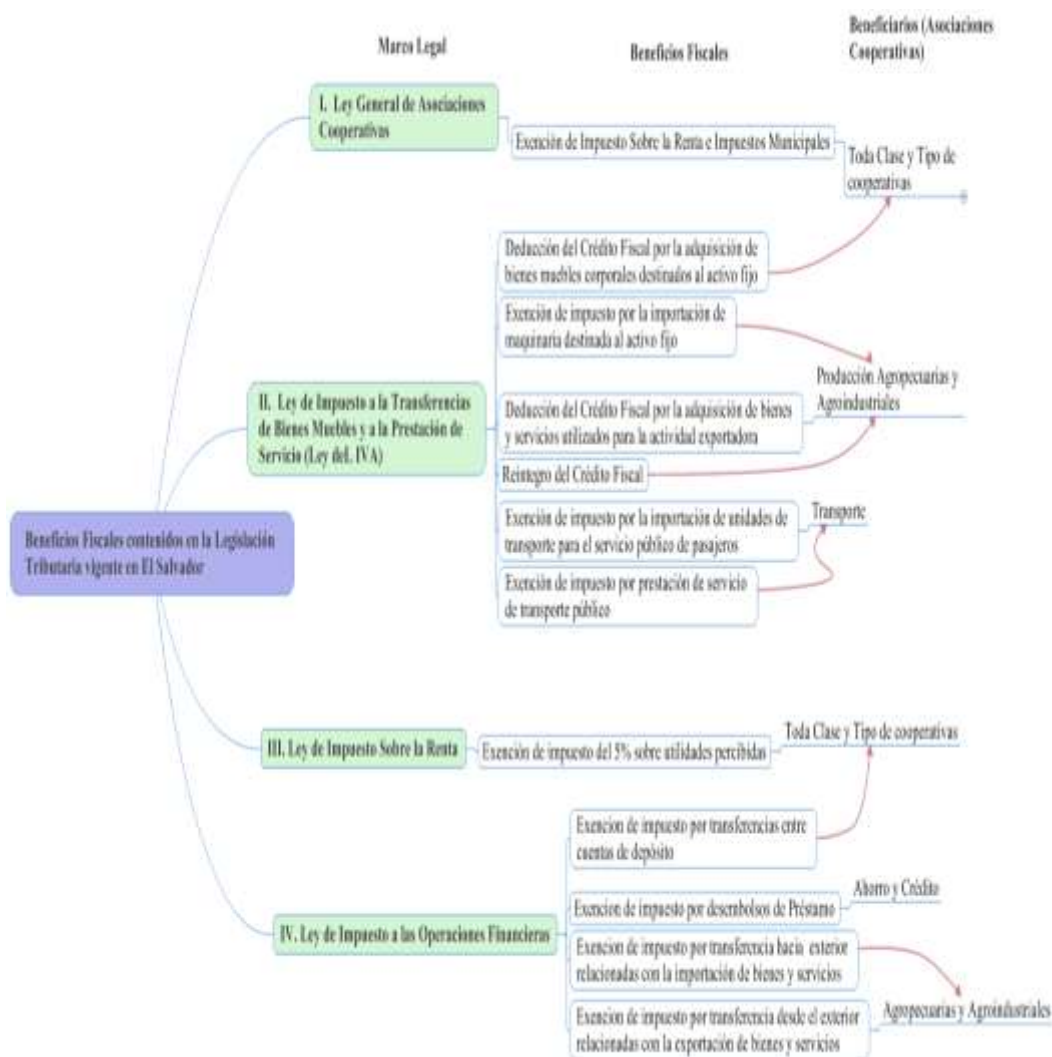 Marco Legal
Beneficios Fiscales
Beneficiarios (Asociaciones
Cooperativas)
I. Ley General de Asociaciones
Cooperativas
Exención de Impuesto Sobre la Renta e Impuestos Municipales
Toda Clase y Tipo de
cooperativas
Deducción del Crédito Fiscal por la adquisición de
bienes muebles corporales destinados al activo fijo
Exención de impuesto por la importación de
maquinaria destinada al activo fijo
Producción Agropecuarias y
Agroindustriales
II. Ley de Impuesto a la Transferencias
de Bienes Muebles y a la Prestación de
Servicio (Ley del. IVA)
Deducción del Crédito Fiscal por la adquisición de bienes
y servicios utilizados para la actividad exportadora
Reintegro del Crédito Fiscal
Exención de impuesto por la importación de unidades de
transporte para el servicio público de pasajeros
Transporte
Exención de impuesto por prestación de servicio
de transporte público
Beneficios Fiscales contenidos en la Legislación
Tributaria vigente en El Salvador
III. Ley de Impuesto Sobre la Renta
Exención de impuesto del 5% sobre utilidades percibidas
Toda Clase y Tipo de cooperativas
Exencion de impuesto por transferencias entre
cuentas de depósito
Exencion de impuesto por desembolsos de Préstamo
Ahorro y Crédito
IV. Ley de Impuesto a las Operaciones Financieras
Exencion de impuesto por transferencia hacia exterior
relacionadas con la importación de bienes y servicios
Exencion de impuesto por transferencia desde el exterior
relacionadas con la exportación de bienes y servicios
Agropecuarias y Agroindustriales